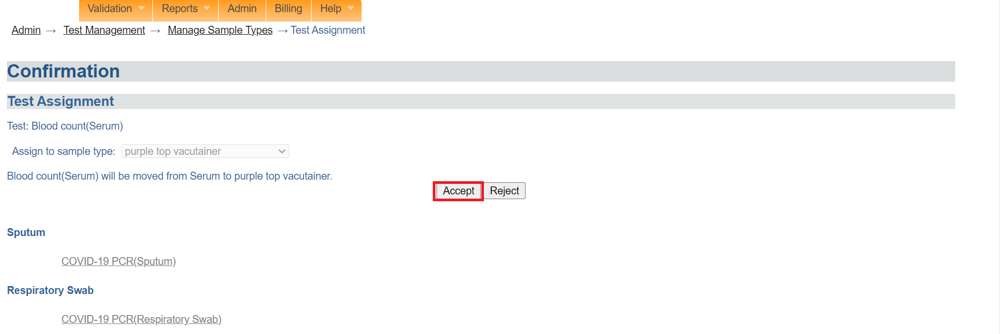 Validation Reports Admin Billing Help
Admin → Test Management → Manage Sample Types → Test Assignment
Confirmation
Test Assignment
Test: Blood count(Serum)
Assign to sample type: purple top vacutainer
Blood count(Serum) will be moved from Serum to purple top vacutainer.
Accept Reject
Sputum
COVID-19 PCR(Sputum)
Respiratory Swab
COVID-19 PCR(Respiratory Swab)